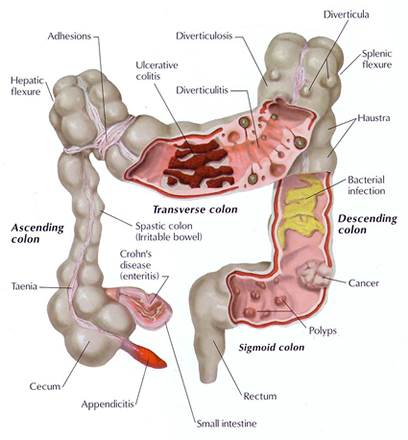 Diverticula
Adhesions
Diverticulosis
Splenic
flexure
Ulcerative
colitis
Hepatic
flexure
Diverticulitis
Haustra
Bacterial
infection
Transverse colon
Descending
colon
Ascending
colon
Spastic colon
(Irritable bowel)
Crohn's
disease
(enteritis)
Taenia
Cancer
Polyps
Sigmoid colon
Cecum
Rectum
Appendicitis
Small intestine